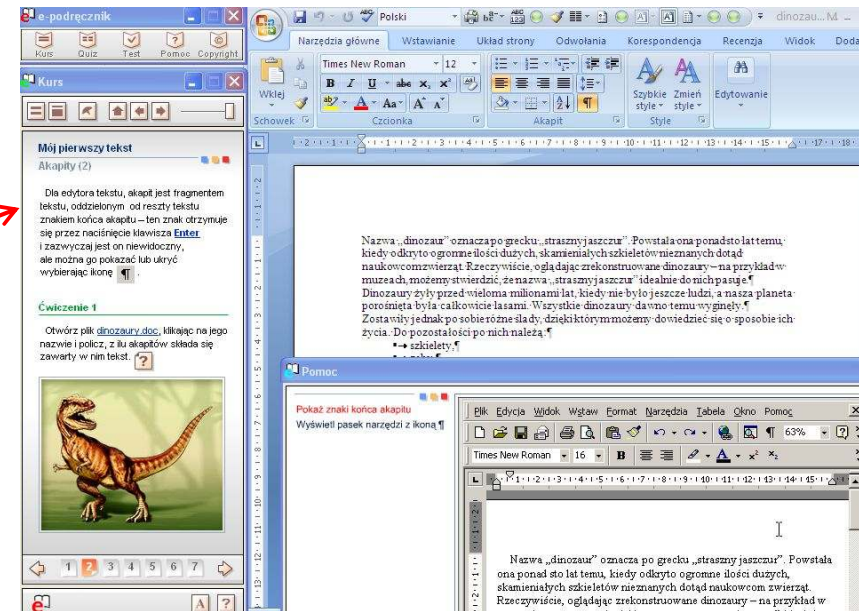 e-podręcznik
Kurs Quiz Test Pomoc Copyright
Kurs
Mój pierwszy tekst
Akapity (2)
Dla edytora tekstu, akapit jest fragmentem
tekstu, oddzielonym od reszty tekstu
znakiem końca akapitu – ten znak otrzymuje
się przez naciśnięcie klawisza Enter
i zazwyczaj jest on niewidoczny,
ale można go pokazać lub ukryć
wybierając ikonę ¶ .
Ćwiczenie 1
Otwórz plik dinozaury.doc, klikając na jego
nazwie i policz, z ilu akapitów składa się
zawarty w nim tekst. ?
1 2 3 4 5 6 7
Polski
dinozau...
Narzędzia główne Wstawianie Układ strony Odwołania Korespondencja Recenzja Widok Doda
Wklej
Times New Roman 12
Szybkie style Zmień style Edytowanie
Schowek Czcionka Akapit Style
Nazwa „dinozaur” oznacza po grecku „straszny jaszczur”. Powstała ona ponad sto lat temu,
kiedy odkryto ogromne ilości dużych, skamieniałych szkieletów nieznanych dotąd
naukowcom zwierząt. Rzeczywiście, oglądając zrekonstruowane dinozaury – na przykład w
muzeach, możemy stwierdzić, że nazwa „straszny jaszczur” idealnie do nich pasuje.¶
Dinozaury żyły przed wieloma milionami lat, kiedy nie było jeszcze ludzi, a nasza planeta
porośnięta była całkowicie lasami. Wszystkie dinozaury dawno temu wyginęły.¶
Zostawiły jednak po sobie różne ślady, dzięki którym możemy dowiedzieć się o sposobie ich
życia. Do pozostałości po nich należą:¶
▪→szkielety,¶
Pomoc
Pokaż znaki końca akapitu
Wyświetl pasek narzędzi z ikoną ¶
Plik Edycja Widok Wstaw Format Narzędzia Tabela Okno Pomoc
¶ 63%
Times New Roman 16 B
Nazwa „dinozaur” oznacza po grecku „straszny jaszczur”. Powstała
ona ponad sto lat temu, kiedy odkryto ogromne ilości dużych,
skamieniałych szkieletów nieznanych dotąd naukowcom zwierząt.
Rzeczywiście, oglądając zrekonstruowane dinozaury – na przykład w